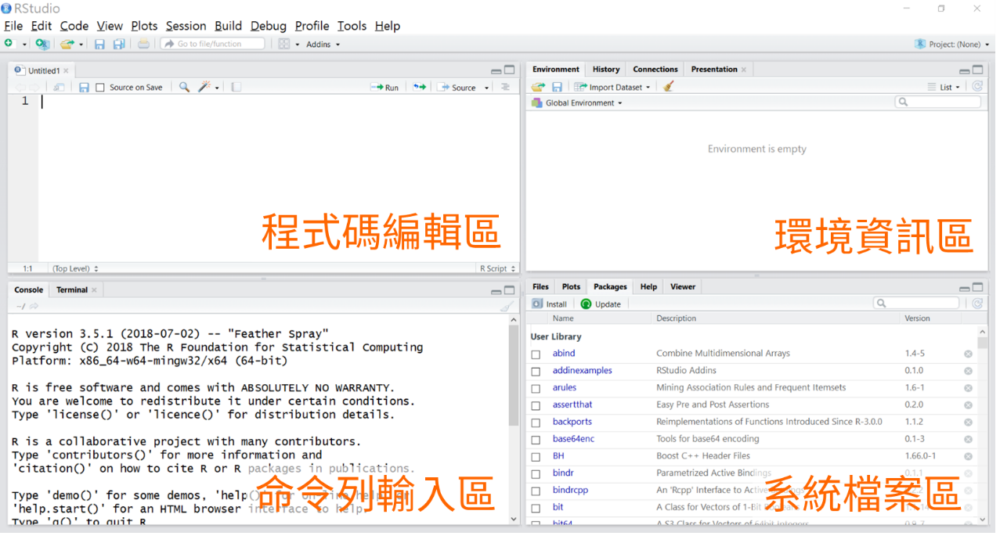 RStudio
File Edit Code View Plots Session Build Debug Profile Tools Help
Go to file/function Addins Project: (None)
Untitled1
Source on Save Run Source
1
程式碼編輯區
1:1 (Top Level) R Script
Environment History Connections Presentation
Import Dataset List
Global Environment
Environment is empty
環境資訊區
Console Terminal
~/
R version 3.5.1 (2018-07-02) -- "Feather Spray"
Copyright (C) 2018 The R Foundation for Statistical Computing
Platform: x86_64-w64-mingw32/x64 (64-bit)
R is free software and comes with ABSOLUTELY NO WARRANTY.
You are welcome to redistribute it under certain conditions.
Type 'license()' or 'licence()' for distribution details.
R is a collaborative project with many contributors.
Type 'contributors()' for more information and
'citation()' on how to cite R or R packages in publications.
Type 'demo()' for some demos, 'help()' for on-line help, or
'help.start()' for an HTML browser interface to help.
Type 'q()' to quit R
命令列輸入區
Files Plots Packages Help Viewer
Install Update
Name Description Version
User Library
abind Combine Multidimensional Arrays 1.4-5
addinexamples RStudio Addins 0.1.0
arules Mining Association Rules and Frequent Itemsets 1.6-1
assertthat Easy Pre and Post Assertions 0.2.0
backports Reimplementations of Functions Introduced Since R-3.0.0 1.1.2
base64enc Tools for base64 encoding 0.1-3
BH Boost C++ Header Files 1.66.0-1
bindr Parametrized Active Bindings 0.1.1
bindrcpp An 'Rcpp' Interface to Active
bit A Class for Vectors of 1-Bit
bit64 A S3 Class for Vectors of 64bit Integers 0.9-7
系統檔案區